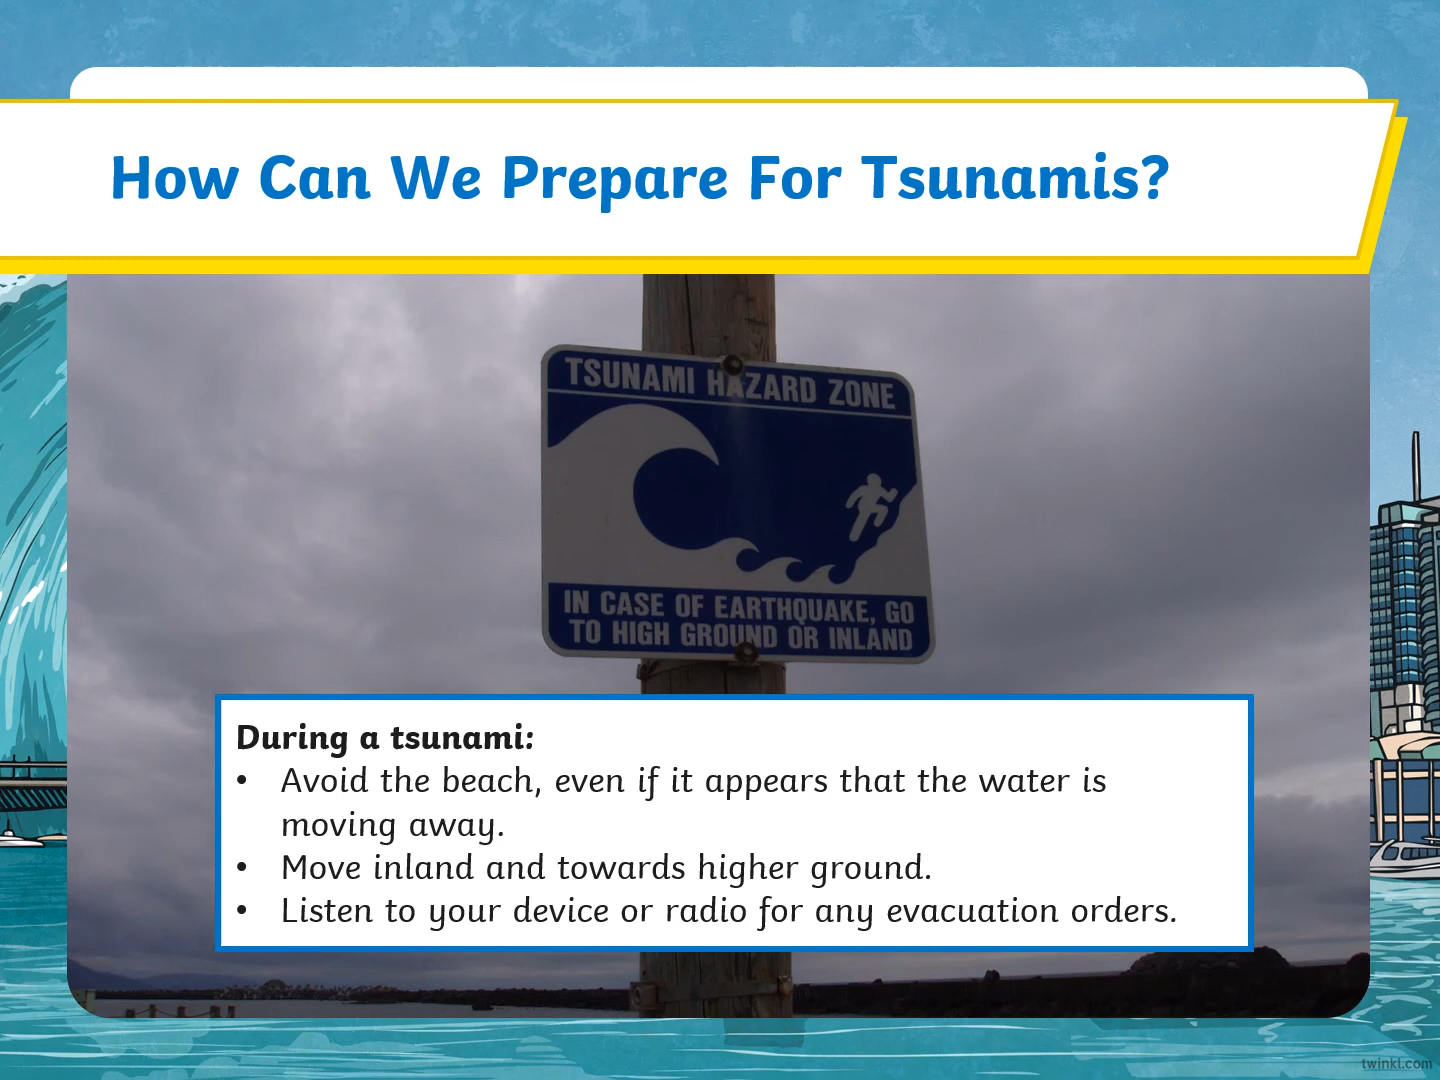 How Can We Prepare For Tsunamis?
TSUNAMI HAZARD ZONE
IN CASE OF EARTHQUAKE, GO
TO HIGH GROUND OR INLAND
During a tsunami:
• Avoid the beach, even if it appears that the water is
moving away.
• Move inland and towards higher ground.
• Listen to your device or radio for any evacuation orders.
twinkl.com